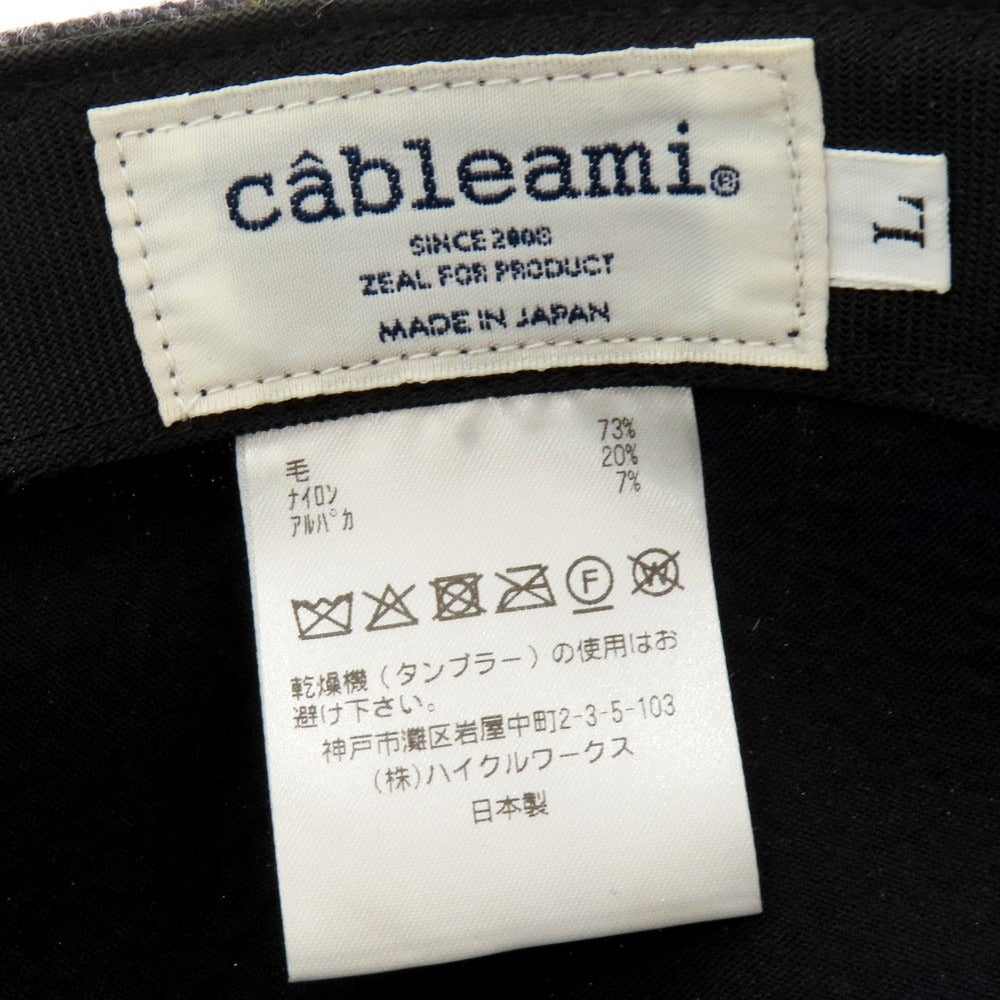 câbleami®
SINCE 2008
ZEAL FOR PRODUCT
MADE IN JAPAN
L
毛 73%
ナイロン 20%
アルパカ 7%
F
W
乾燥機(タンブラー)の使用はお
避け下さい。
神戸市灘区岩屋中町2-3-5-103
(株)ハイクルワークス
日本製